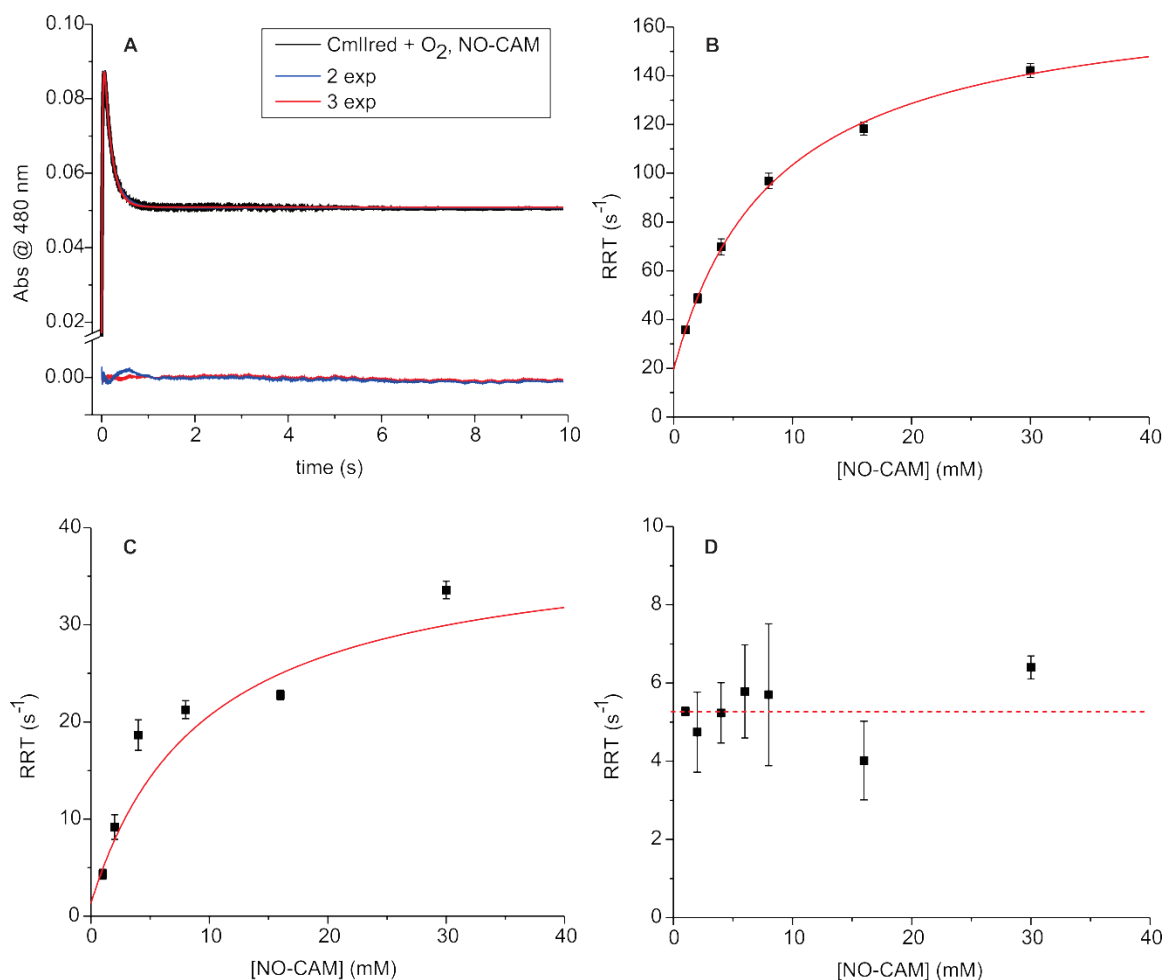 A
CmlIred + O2, NO-CAM
2 exp
3 exp
0.10
0.08
0.06
0.04
0.02
0.00
Abs @ 480 nm
0 2 4 6 8 10
time (s)
B
160
140
120
100
80
60
40
20
0
RRT (s-1)
0 10 20 30 40
[NO-CAM] (mM)
C
40
30
20
10
0
RRT (s-1)
0 10 20 30 40
[NO-CAM] (mM)
D
10
8
6
4
2
0
RRT (s-1)
0 10 20 30 40
[NO-CAM] (mM)